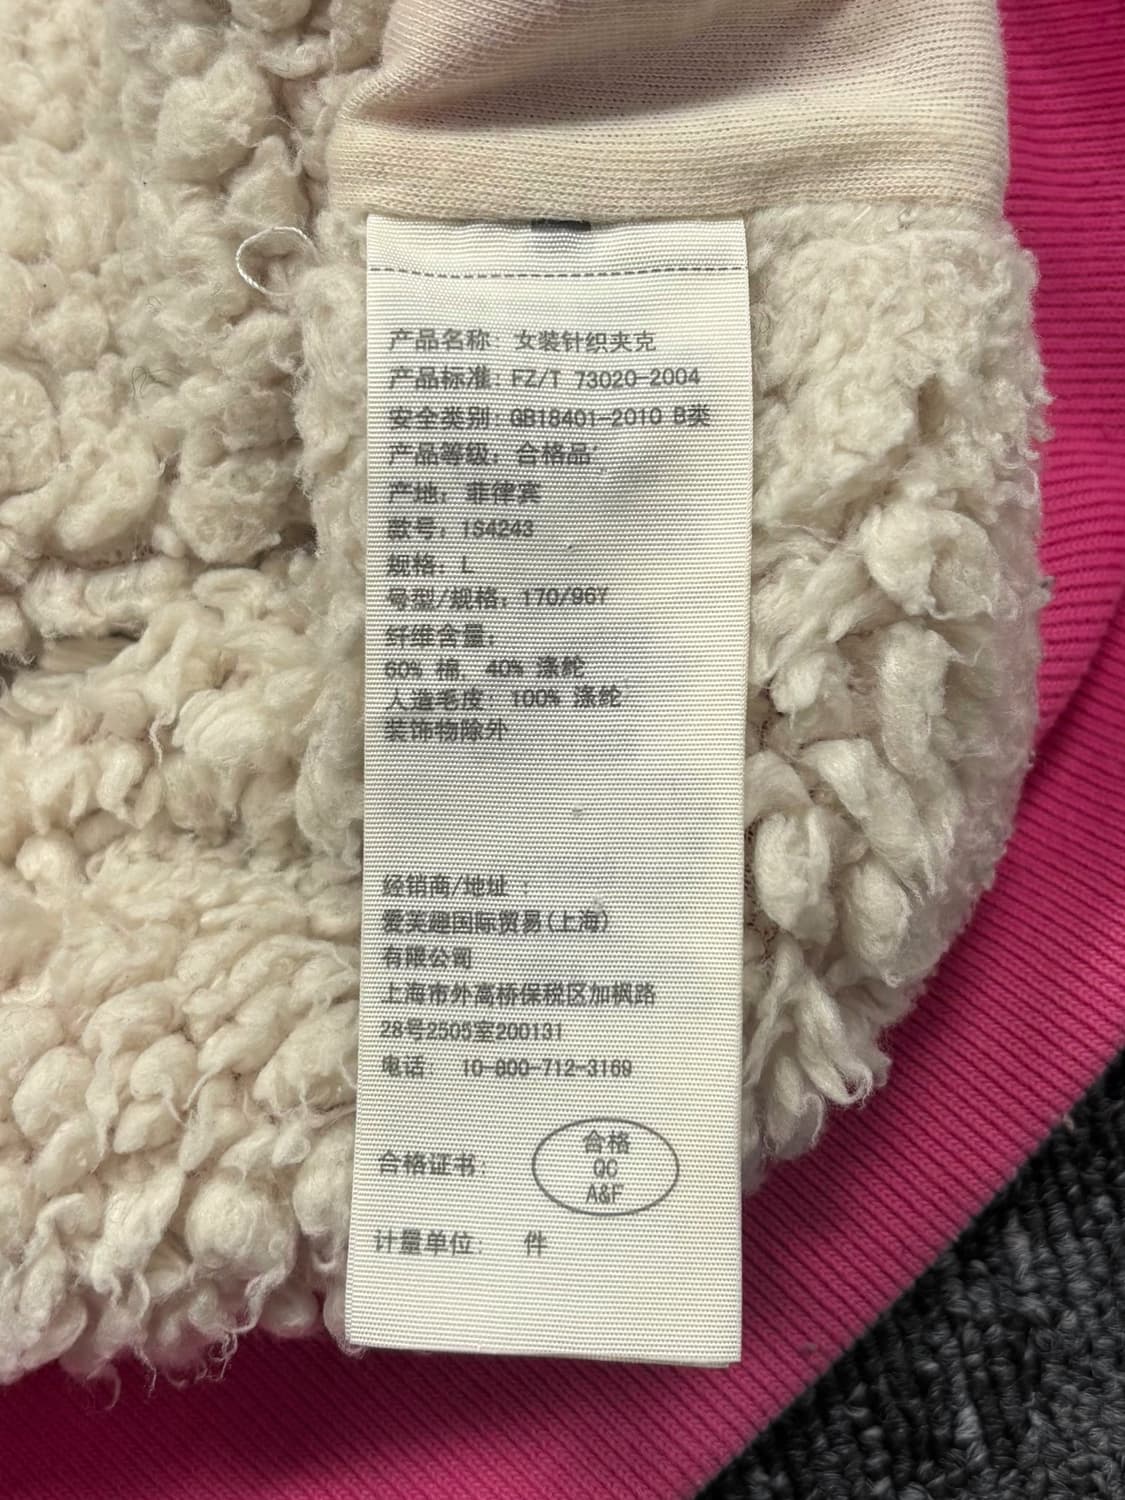 产品名称: 女装针织夹克
产品标准: FZ/T 73020-2004
安全类别: GB18401-2010 B类
产品等级: 合格品
产地: 菲律宾
款号: 154243
规格: L
号型/规格: 170/96Y
纤维含量:
60% 棉, 40% 涤纶
人造毛皮: 100% 涤纶
装饰物除外
经销商/地址 :
爱芙趣国际贸易(上海)
有限公司
上海市外高桥保税区加枫路
28号2505室200131
电话 10-800-712-3169
合格证书:
合格
QC
A&F
计量单位: 件